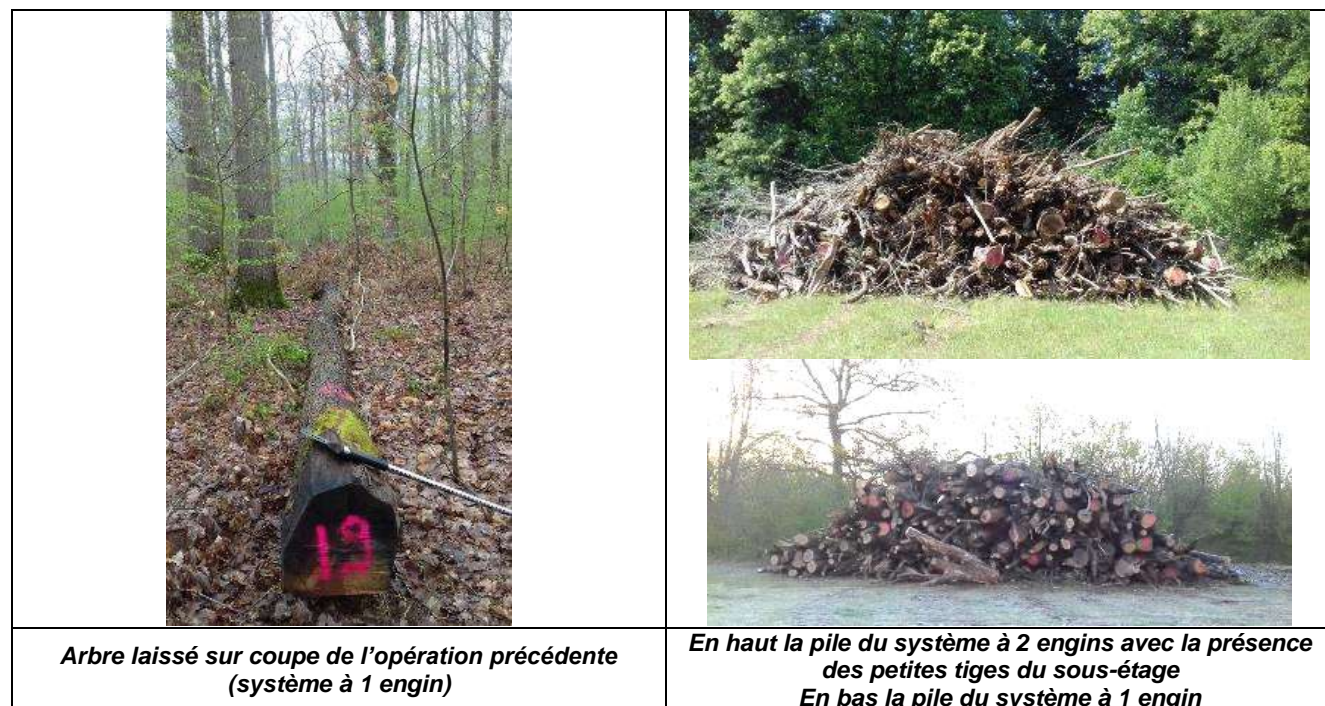 13
Arbre laissé sur coupe de l’opération précédente
(système à 1 engin)
En haut la pile du système à 2 engins avec la présence
des petites tiges du sous-étage
En bas la pile du système à 1 engin